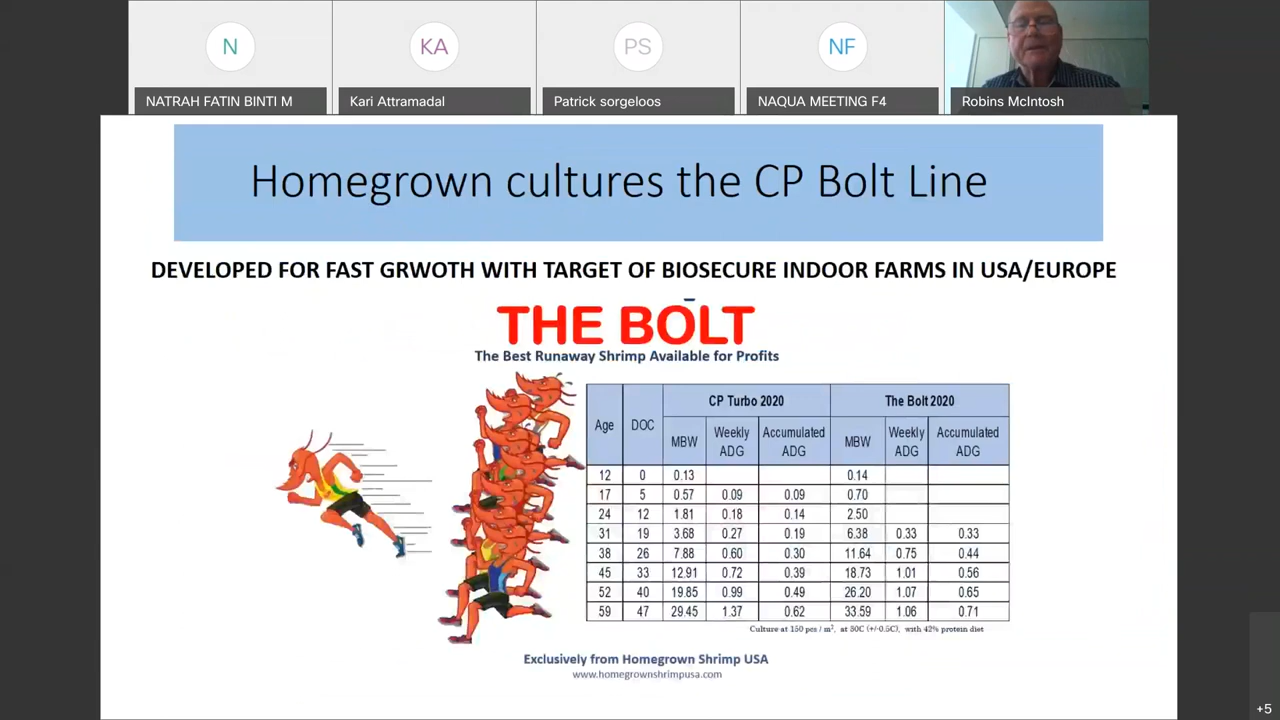 N
KA
PS
NF
NATRAH FATIN BINTI M
Kari Attramadal
Patrick sorgeloos
NAQUA MEETING F4
Robins McIntosh
Homegrown cultures the CP Bolt Line
DEVELOPED FOR FAST GRWOTH WITH TARGET OF BIOSECURE INDOOR FARMS IN USA/EUROPE
THE BOLT
The Best Runaway Shrimp Available for Profits
Age DOC CP Turbo 2020 The Bolt 2020
MBW Weekly ADG Accumulated ADG MBW Weekly ADG Accumulated ADG
12 0 0.13 0.14
17 5 0.57 0.09 0.09 0.70
24 12 1.81 0.18 0.14 2.50
31 19 3.68 0.27 0.19 6.38 0.33 0.33
38 26 7.88 0.60 0.30 11.64 0.75 0.44
45 33 12.91 0.72 0.39 18.73 1.01 0.56
52 40 19.85 0.99 0.49 26.20 1.07 0.65
59 47 29.45 1.37 0.62 33.59 1.06 0.71
Culture at 150 pcs / m², at 30C (+/-0.5C), with 42% protein diet
Exclusively from Homegrown Shrimp USA
www.homegrownshrimpusa.com
+5